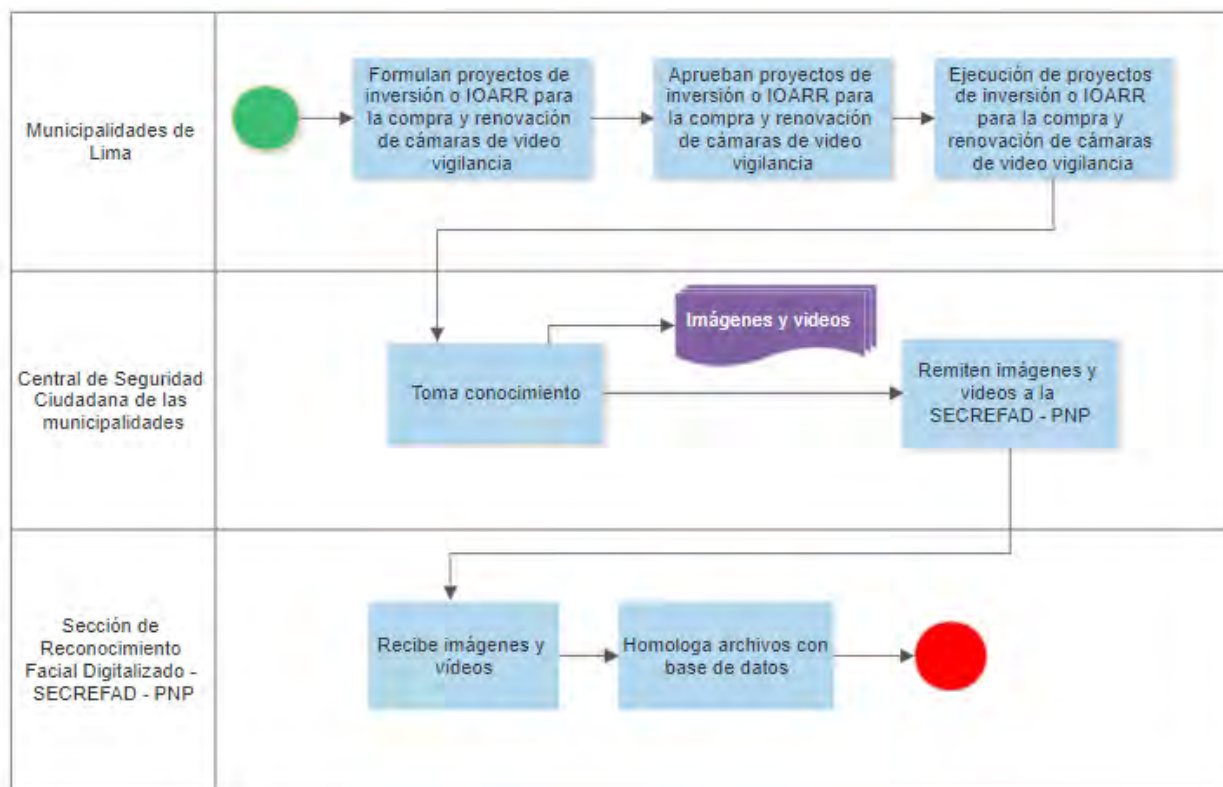 Municipalidades de
Lima
Formulan proyectos de
inversión o IOARR para
la compra y renovación
de cámaras de video
vigilancia
Aprueban proyectos de
inversión o IOARR para
la compra y renovación
de cámaras de video
vigilancia
Ejecución de proyectos
de inversión o IOARR
para la compra y
renovación de cámaras
de video vigilancia
Central de Seguridad
Ciudadana de las
municipalidades
Toma conocimiento
Imágenes y videos
Remiten imágenes y
videos a la
SECREFAD - PNP
Sección de
Reconocimiento
Facial Digitalizado -
SECREFAD - PNP
Recibe imágenes y
vídeos
Homologa archivos con
base de datos